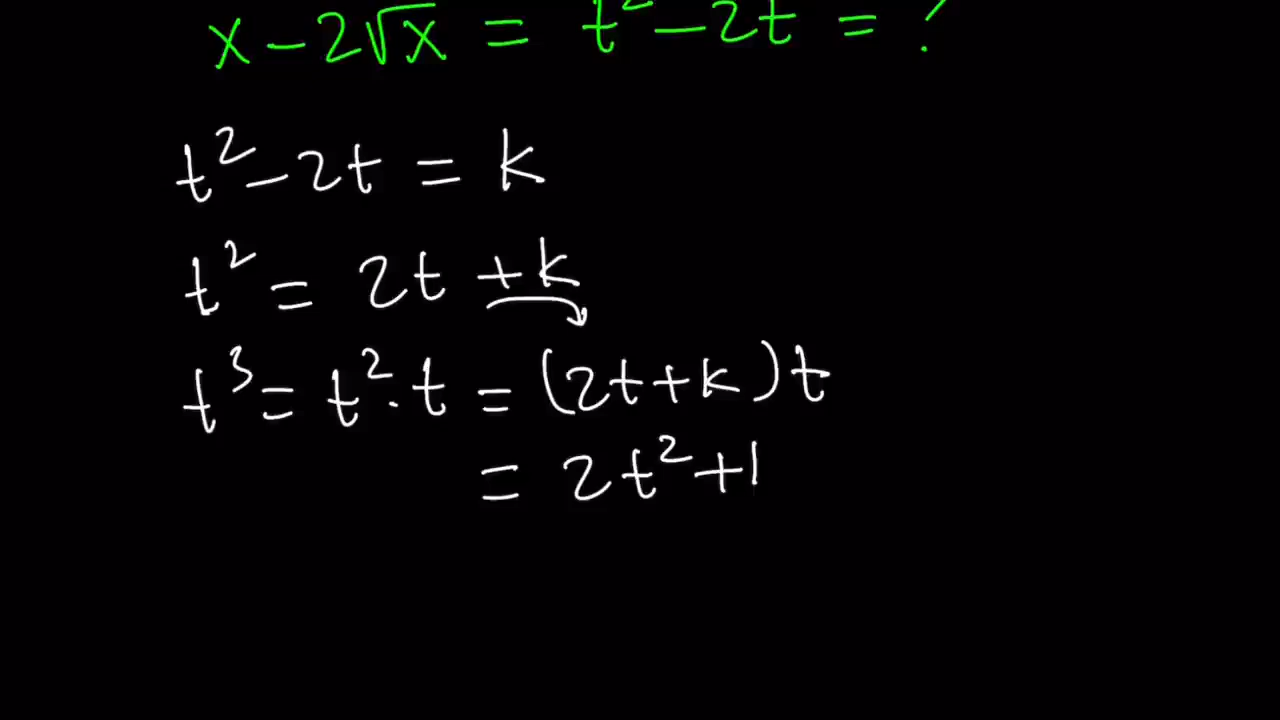 x - 2√x = t² - 2t = ?
t² - 2t = k
t² = 2t + k
t³ = t² · t = (2t + k)t
= 2t² + l